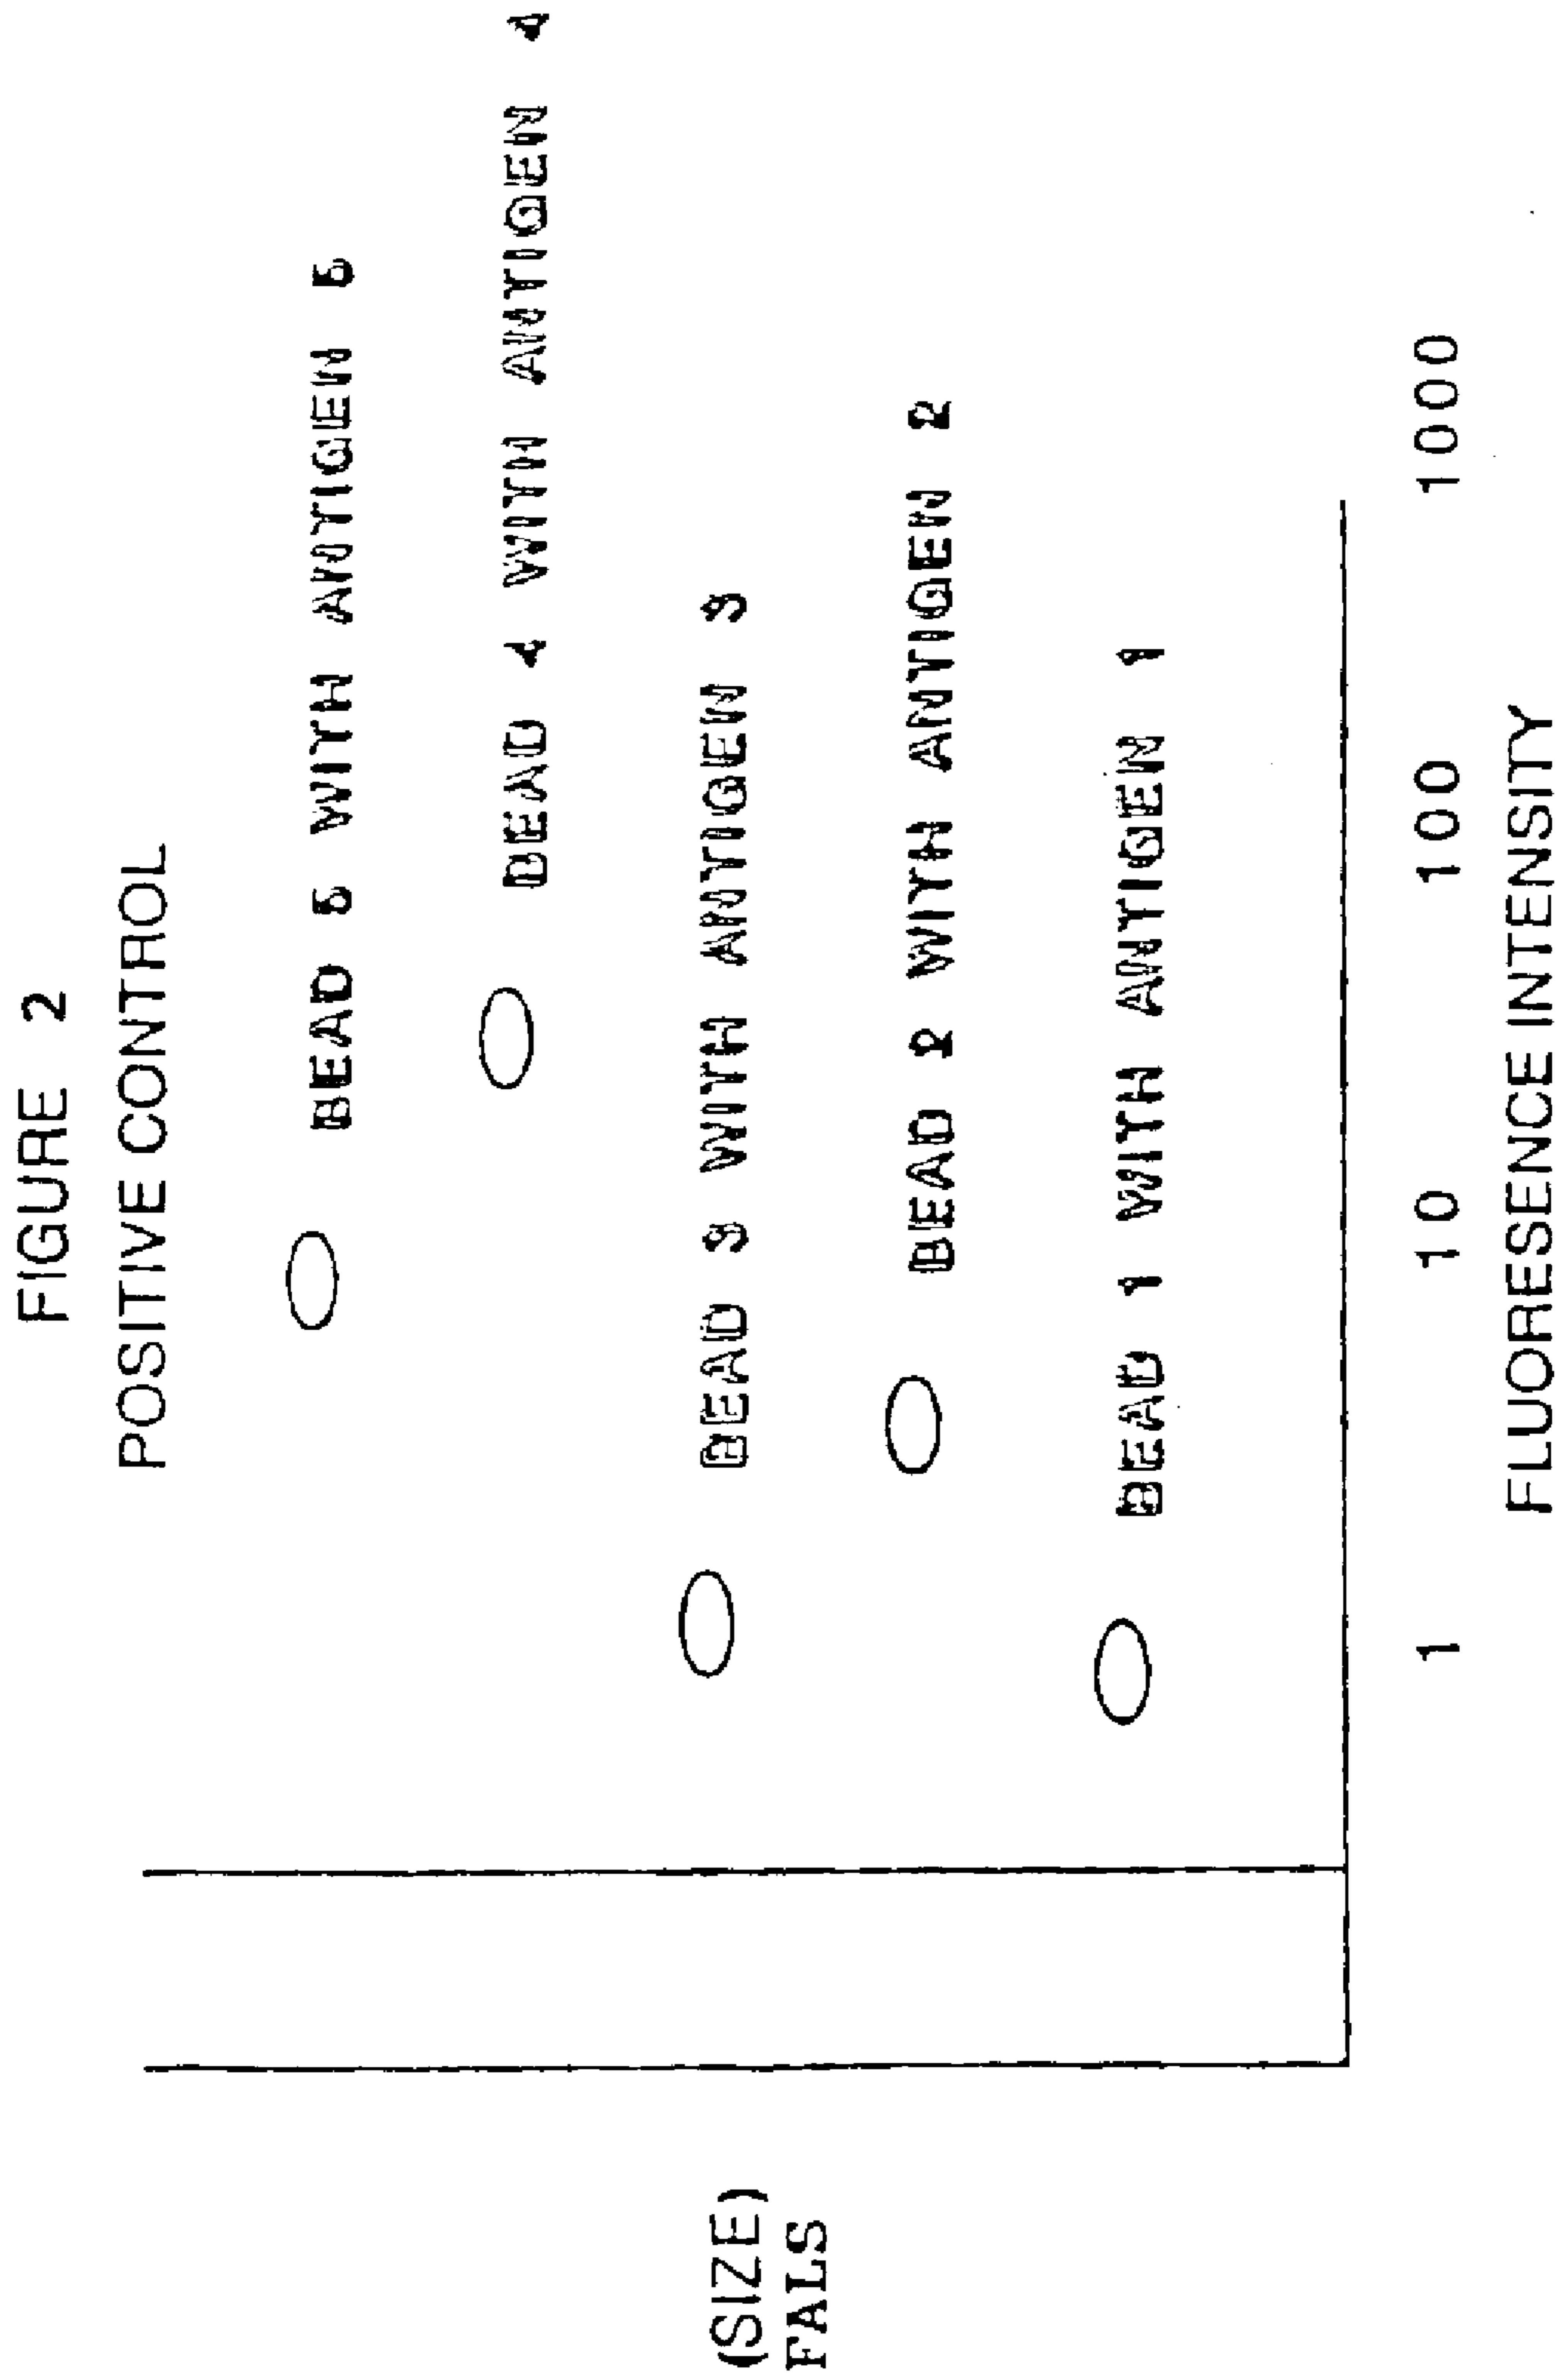 FIGURE 2
POSITIVE CONTROL
BEAD 5 WITH ANTIGEN 5
BEAD 4 WITH ANTIGEN 4
BEAD 3 WITH ANTIGEN 3
BEAD 2 WITH ANTIGEN 2
BEAD 1 WITH ANTIGEN 1
(SIZE)
FALS
1 10 100 1000
FLUORESENCE INTENSITY